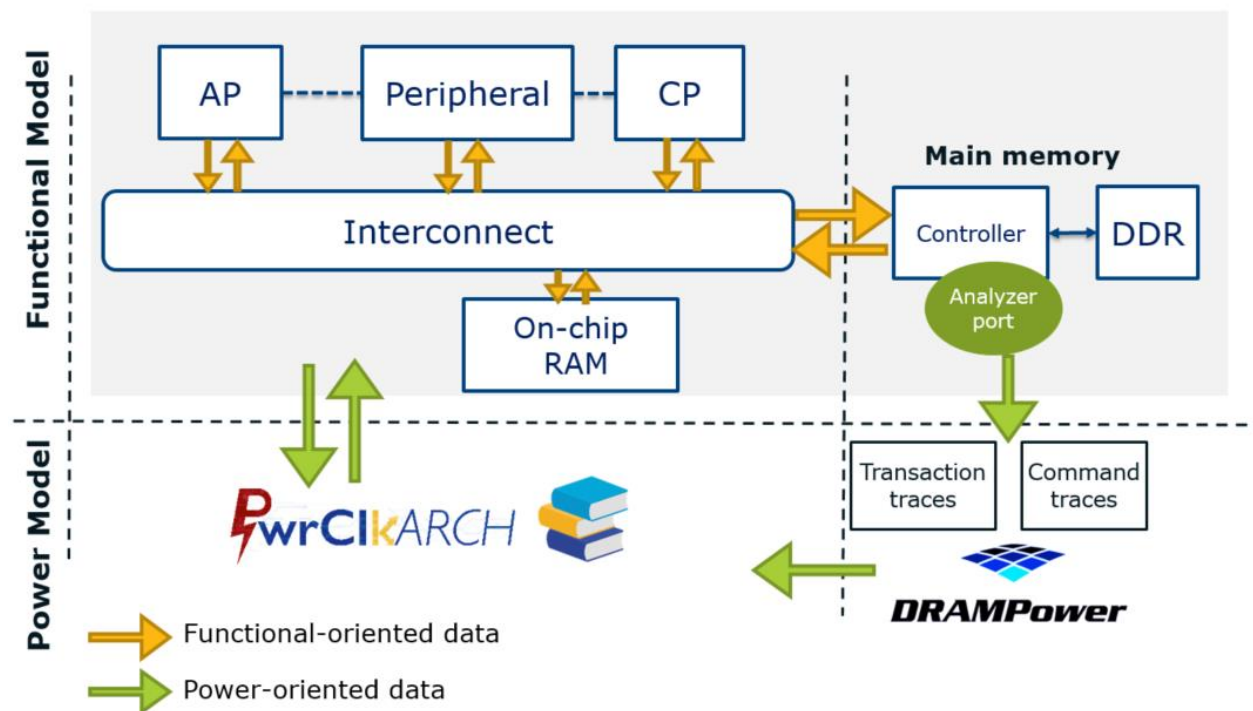 Functional Model
AP
Peripheral
CP
Main memory
Interconnect
Controller
DDR
Analyzer
port
On-chip
RAM
Power Model
Transaction
traces
Command
traces
PwrClkARCH
DRAMPower
Functional-oriented data
Power-oriented data